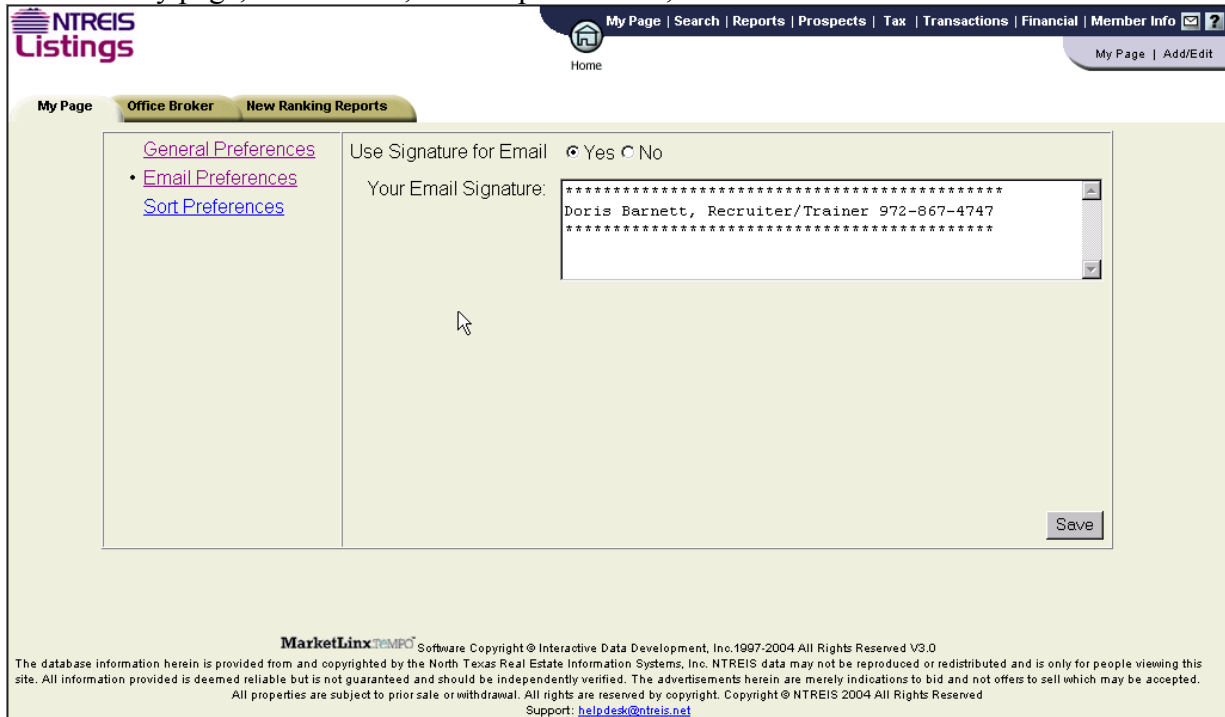 NTREIS
Listings
My Page | Search | Reports | Prospects | Tax | Transactions | Financial | Member Info ?
Home
My Page | Add/Edit
My Page Office Broker New Ranking Reports
General Preferences
• Email Preferences
Sort Preferences
Use Signature for Email Yes No
Your Email Signature:
**********************************************
Doris Barnett, Recruiter/Trainer 972-867-4747
*********************************************
Save
MarketLinx TEMPO Software Copyright © Interactive Data Development, Inc.1997-2004 All Rights Reserved V3.0
The database information herein is provided from and copyrighted by the North Texas Real Estate Information Systems, Inc. NTREIS data may not be reproduced or redistributed and is only for people viewing this
site. All information provided is deemed reliable but is not guaranteed and should be independently verified. The advertisements herein are merely indications to bid and not offers to sell which may be accepted.
All properties are subject to prior sale or withdrawal. All rights are reserved by copyright. Copyright © NTREIS 2004 All Rights Reserved
Support: helpdesk@ntreis.net